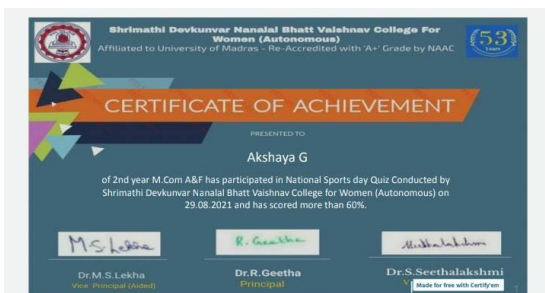 Shrimathi Devkunvar Nanalal Bhatt Vaishnav College For
Women (Autonomous)
Affiliated to University of Madras - Re-Accredited with 'A+' Grade by NAAC
53
Years
CERTIFICATE OF ACHIEVEMENT
PRESENTED TO
Akshaya G
of 2nd year M.Com A&F has participated in National Sports day Quiz Conducted by
Shrimathi Devkunvar Nanalal Bhatt Vaishnav College for Women (Autonomous) on
29.08.2021 and has scored more than 60%.
M.S.Lekha
R. Geetha
Dr.M.S.Lekha
Vice Principal (Aided)
Dr.R.Geetha
Principal
Dr.S.Seethalakshmi
Made for free with Certify'em
1